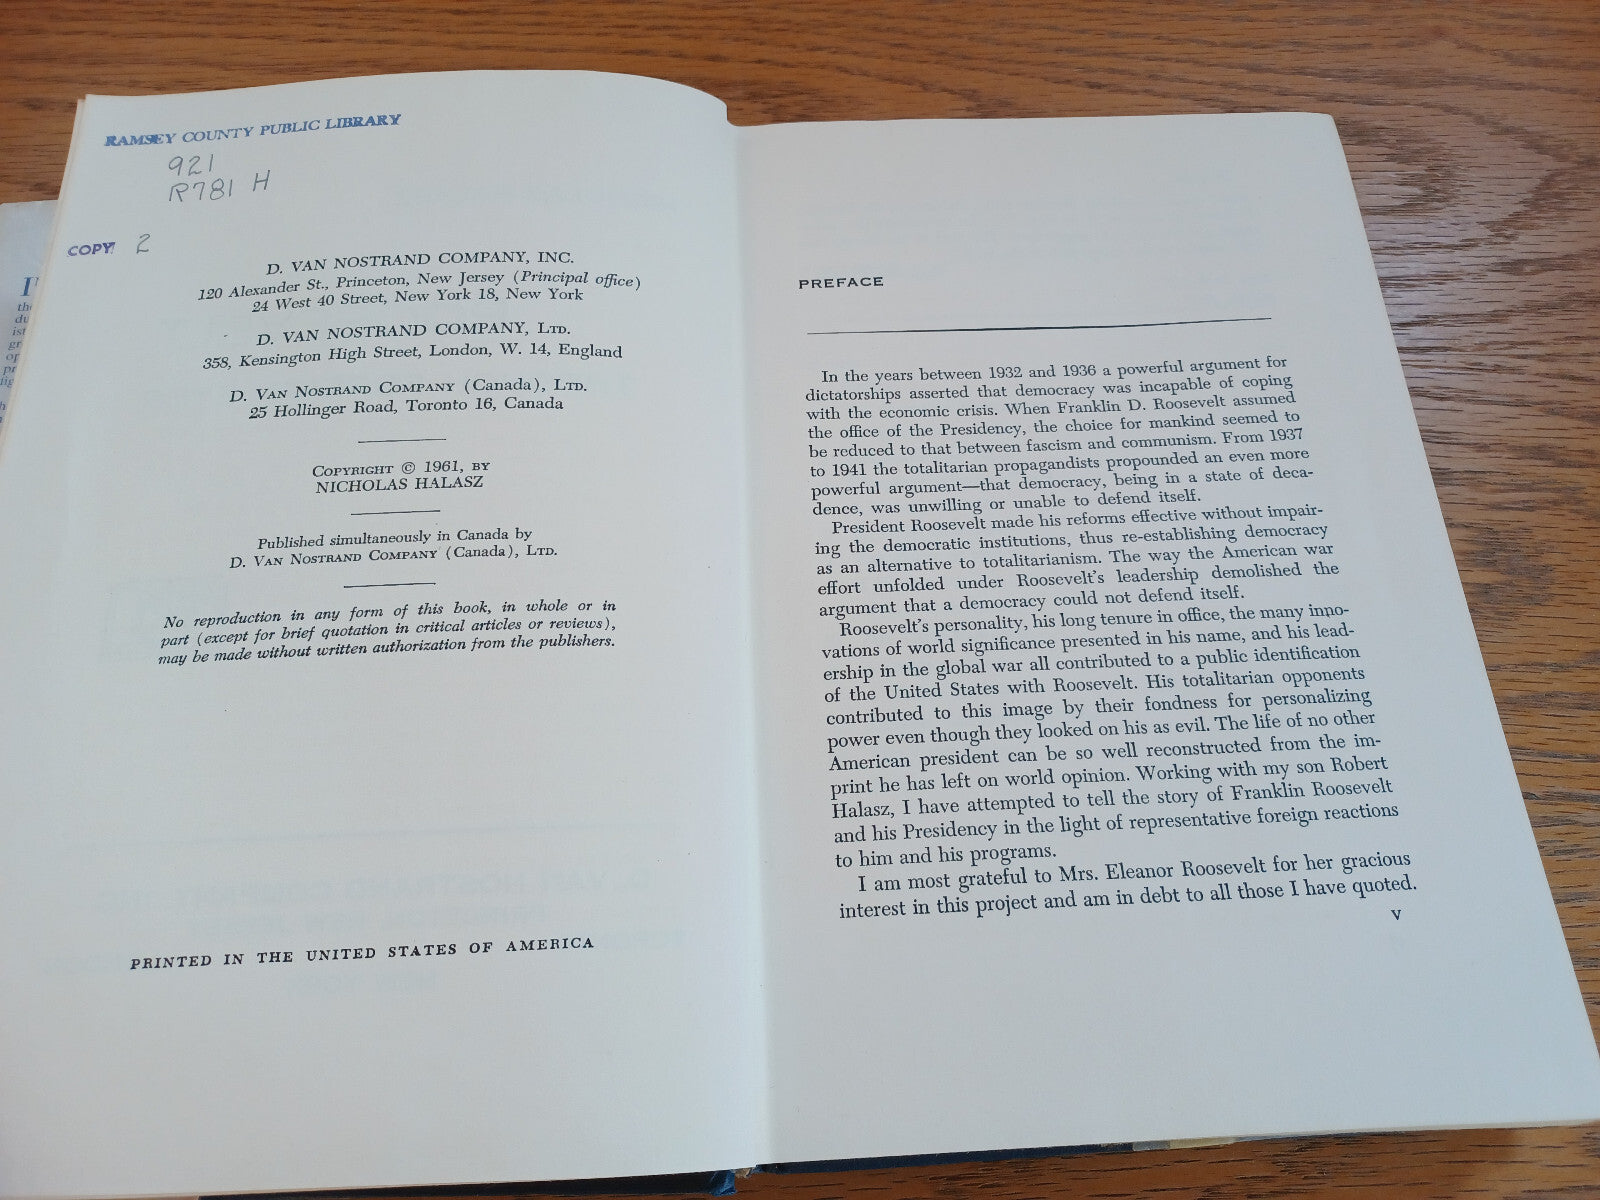 RAMSEY COUNTY PUBLIC LIBRARY
921
R781 H
COPY 2
D. VAN NOSTRAND COMPANY, INC.
120 Alexander St., Princeton, New Jersey (Principal office)
24 West 40 Street, New York 18, New York
D. VAN NOSTRAND COMPANY, LTD.
358, Kensington High Street, London, W. 14, England
D. VAN NOSTRAND COMPANY (Canada), LTD.
25 Hollinger Road, Toronto 16, Canada
COPYRIGHT © 1961, BY
NICHOLAS HALASZ
Published simultaneously in Canada by
D. VAN NOSTRAND COMPANY (Canada), LTD.
No reproduction in any form of this book, in whole or in
part (except for brief quotation in critical articles or reviews),
may be made without written authorization from the publishers.
PRINTED IN THE UNITED STATES OF AMERICA
PREFACE
In the years between 1932 and 1936 a powerful argument for
dictatorships asserted that democracy was incapable of coping
with the economic crisis. When Franklin D. Roosevelt assumed
the office of the Presidency, the choice for mankind seemed to
be reduced to that between fascism and communism. From 1937
to 1941 the totalitarian propagandists propounded an even more
powerful argument—that democracy, being in a state of deca-
dence, was unwilling or unable to defend itself.
President Roosevelt made his reforms effective without impair-
ing the democratic institutions, thus re-establishing democracy
as an alternative to totalitarianism. The way the American war
effort unfolded under Roosevelt's leadership demolished the
argument that a democracy could not defend itself.
Roosevelt's personality, his long tenure in office, the many inno-
vations of world significance presented in his name, and his lead-
ership in the global war all contributed to a public identification
of the United States with Roosevelt. His totalitarian opponents
contributed to this image by their fondness for personalizing
power even though they looked on his as evil. The life of no other
American president can be so well reconstructed from the im-
print he has left on world opinion. Working with my son Robert
Halasz, I have attempted to tell the story of Franklin Roosevelt
and his Presidency in the light of representative foreign reactions
to him and his programs.
I am most grateful to Mrs. Eleanor Roosevelt for her gracious
interest in this project and am in debt to all those I have quoted.
v